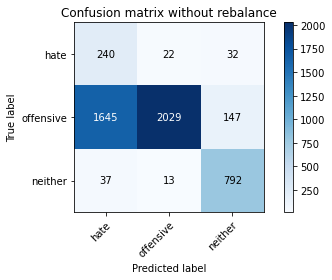 Confusion matrix without rebalance
hate 240 22 32
offensive 1645 2029 147
neither 37 13 792
hate offensive neither
True label
Predicted label
2000
1750
1500
1250
1000
750
500
250